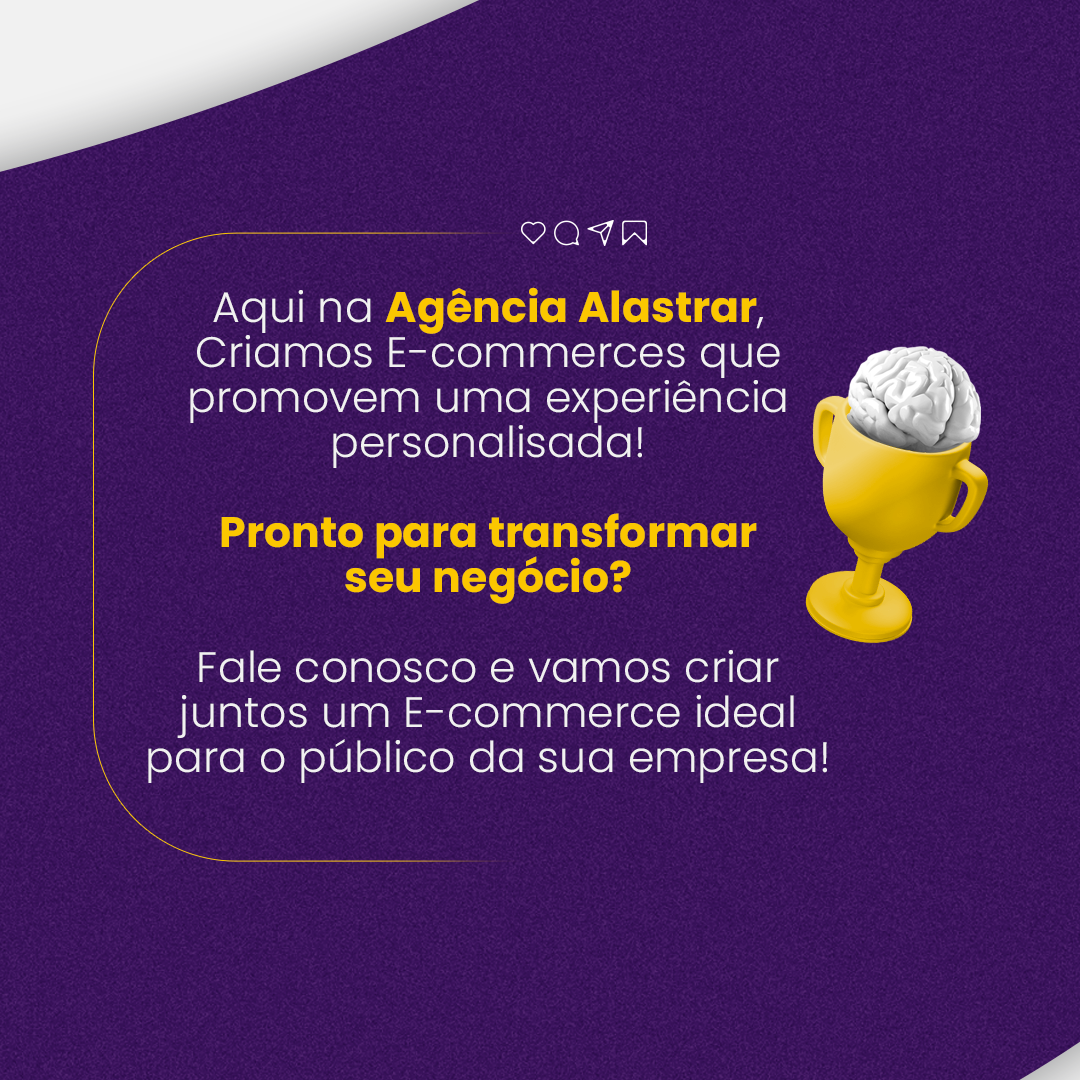 Aqui na Agência Alastrar,
Criamos E-commerces que
promovem uma experiência
personalisada!
Pronto para transformar
seu negócio?
Fale conosco e vamos criar
juntos um E-commerce ideal
para o público da sua empresa!